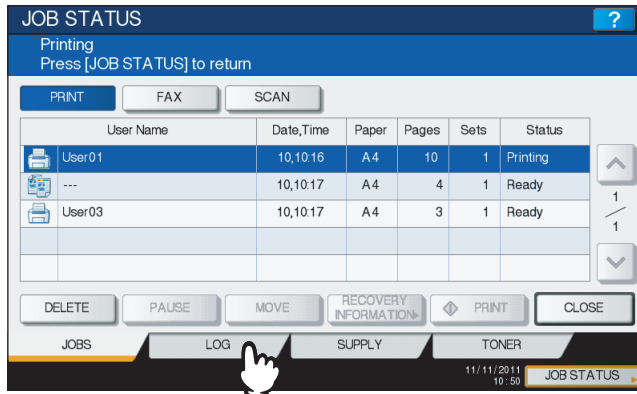 JOB STATUS ?
Printing
Press [JOB STATUS] to return
PRINT FAX SCAN
User Name Date,Time Paper Pages Sets Status
User01 10,10:16 A4 10 1 Printing
--- 10,10:17 A4 4 1 Ready
User03 10,10:17 A4 3 1 Ready
1
1
DELETE PAUSE MOVE RECOVERY PRINT CLOSE
INFORMATION
JOBS LOG SUPPLY TONER
11/11/2011
10:50 JOB STATUS